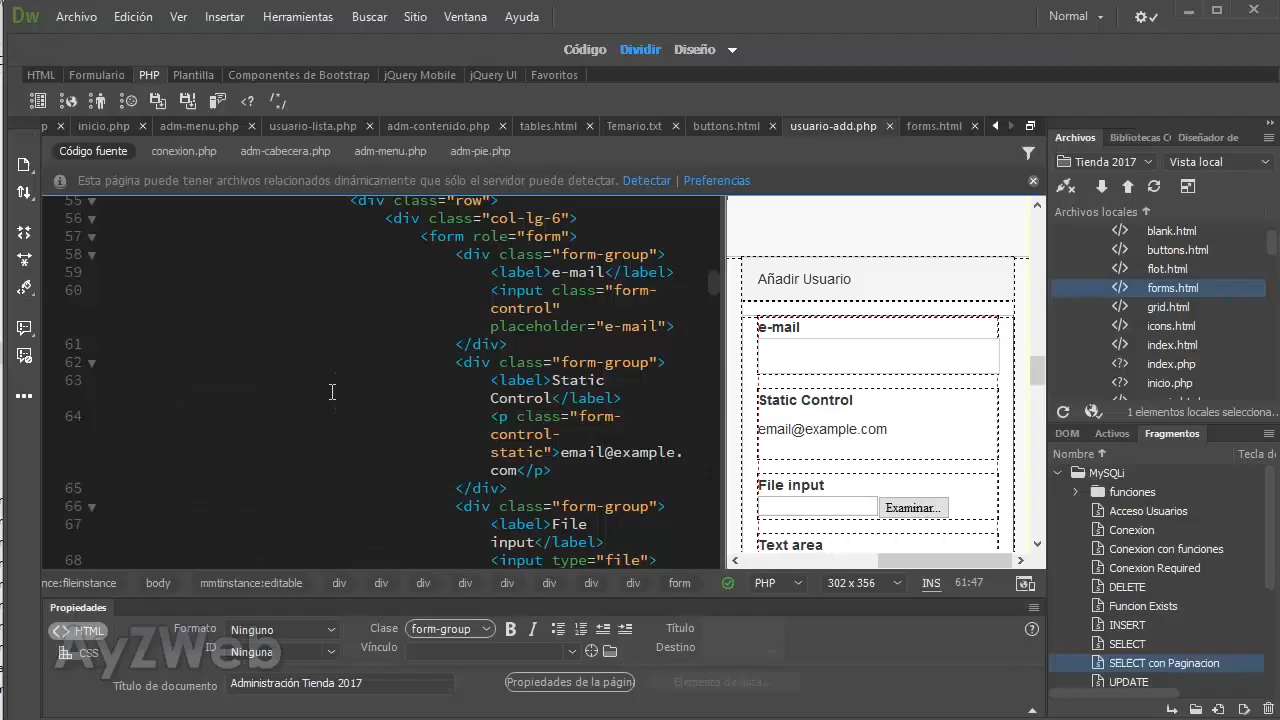 Dw Archivo Edición Ver Insertar Herramientas Buscar Sitio Ventana Ayuda Normal
Código Dividir Diseño
HTML Formulario PHP Plantilla Componentes de Bootstrap jQuery Mobile jQuery UI Favoritos
p inicio.php adm-menu.php usuario-lista.php adm-contenido.php tables.html Temario.txt buttons.html usuario-add.php forms.html
Código fuente conexion.php adm-cabecera.php adm-menu.php adm-pie.php
Esta página puede tener archivos relacionados dinámicamente que sólo el servidor puede detectar. Detectar | Preferencias
55 <div class="row">
56 <div class="col-lg-6">
57 <form role="form">
58 <div class="form-group">
59 <label>e-mail</label>
60 <input class="form-
control"
placeholder="e-mail">
61 </div>
62 <div class="form-group">
63 <label>Static
Control</label>
64 <p class="form-
control-
static">email@example.
com</p>
65 </div>
66 <div class="form-group">
67 <label>File
input</label>
68 <input type="file">
Añadir Usuario
e-mail
Static Control
email@example.com
File input
Examinar...
Text area
nce:fileinstance body mmtinstance:editable div div div div div div div div form PHP 302 x 356 INS 61:47
Propiedades
<> HTML
CSS
Formato Ninguno
ID Ninguna
Clase form-group B I
Vínculo
Título
Destino
Título de documento Administración Tienda 2017
Propiedades de la págin
Elemento de lista...
AyZWeb
Archivos Bibliotecas C Diseñador de
Tienda 2017 Vista local
Archivos locales
blank.html
buttons.html
flot.html
forms.html
grid.html
icons.html
index.html
index.php
inicio.php
1 elementos locales selecciona...
DOM Activos Fragmentos
Nombre Tecla de
MySQLi
funciones
Acceso Usuarios
Conexion
Conexion con funciones
Conexion Required
DELETE
Funcion Exists
INSERT
SELECT
SELECT con Paginacion
UPDATE